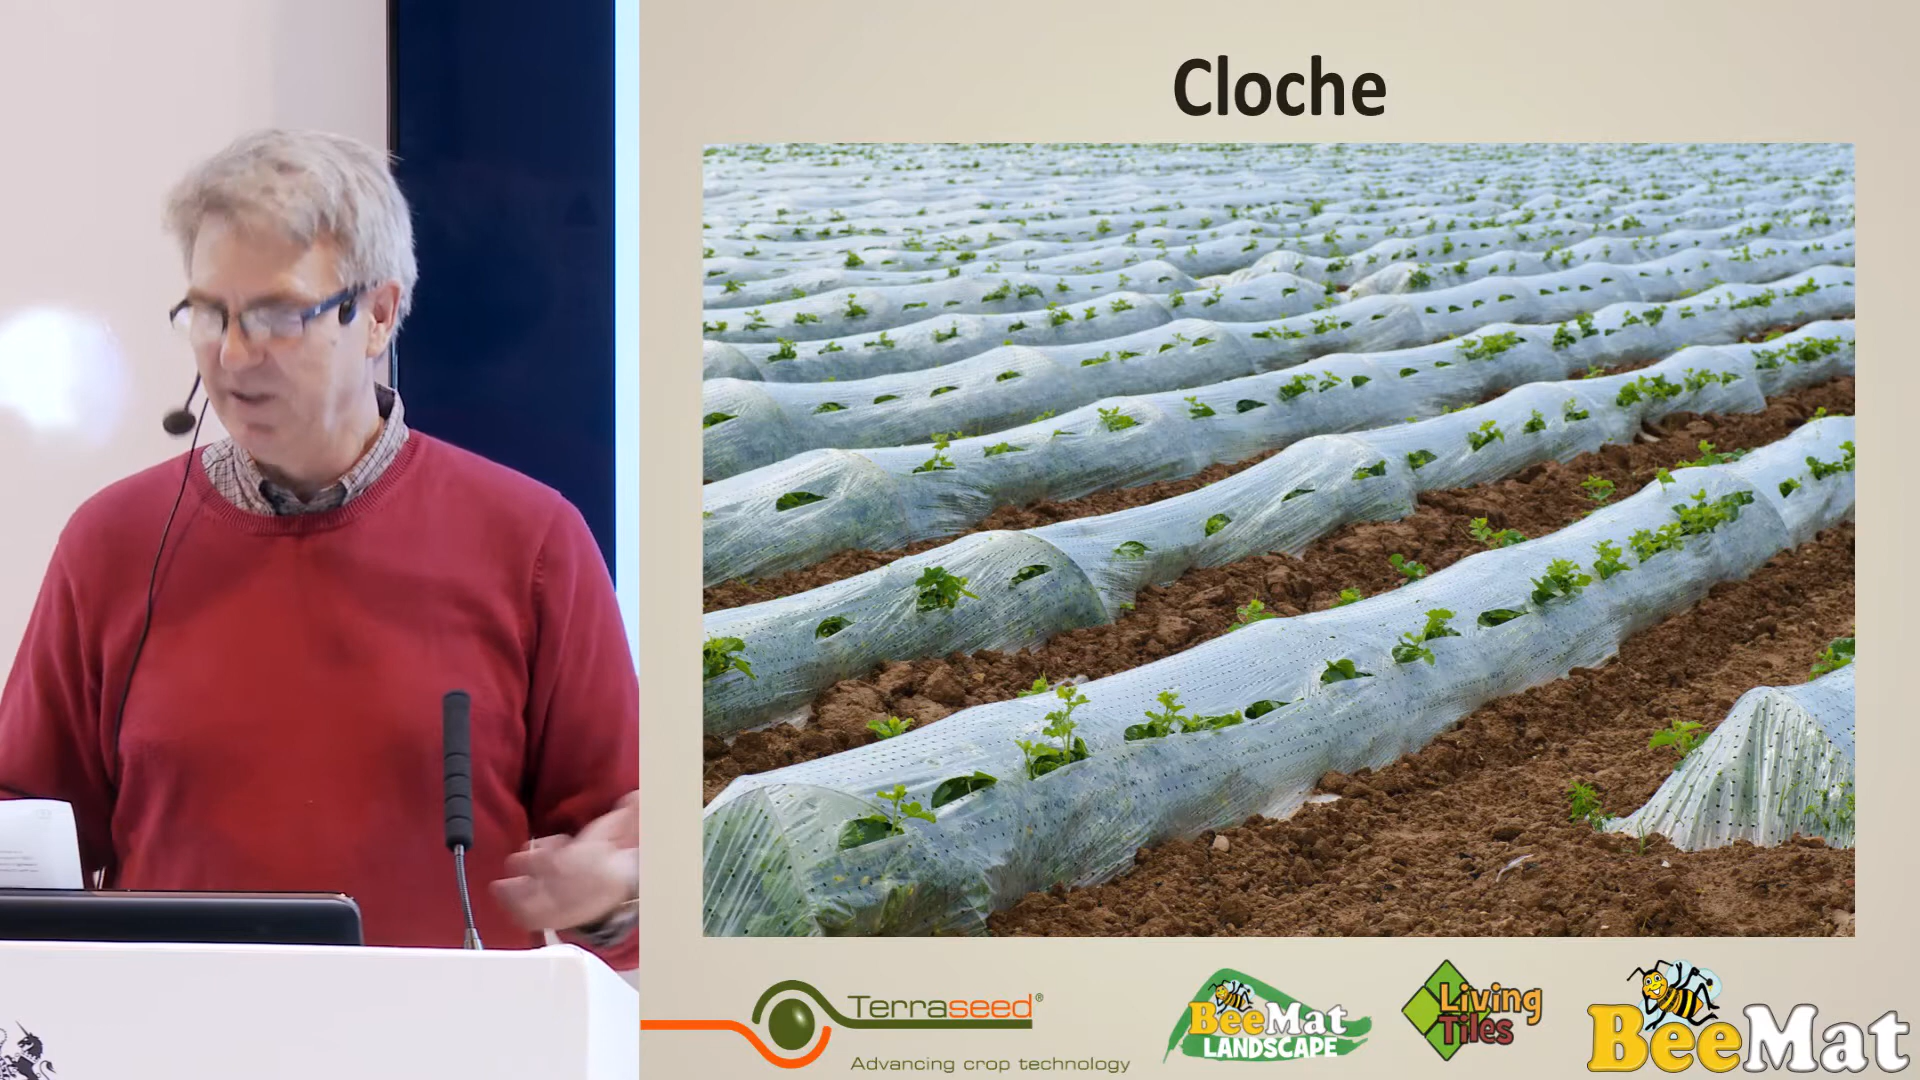 Cloche
Terraseed®
Advancing crop technology
BeeMat
LANDSCAPE
Living
Tiles
BeeMat